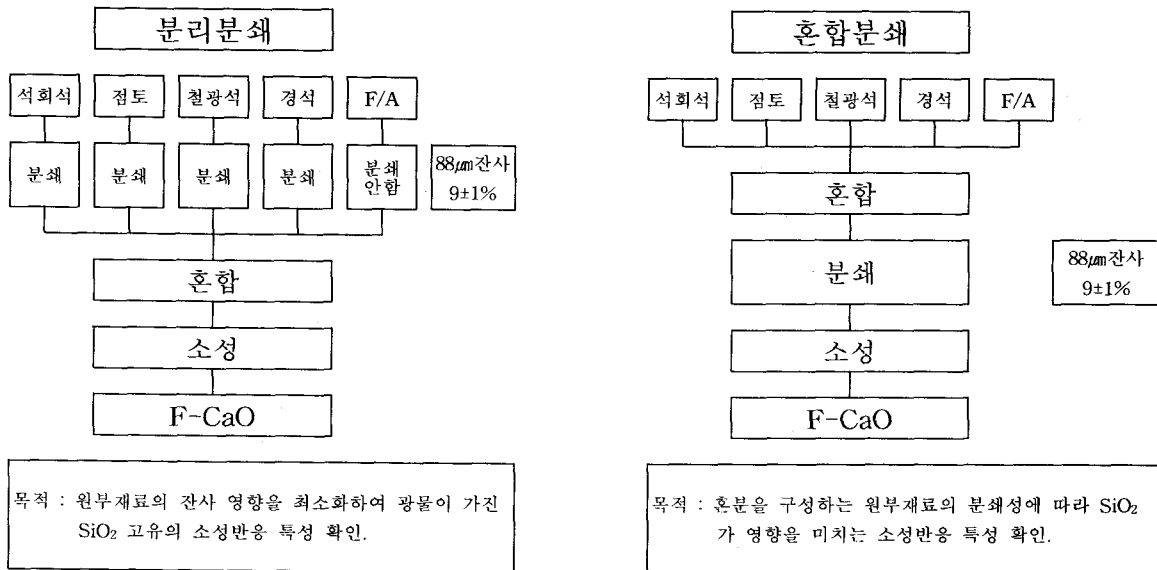 분리분쇄
석회석
점토
철광석
경석
F/A
분쇄
분쇄
분쇄
분쇄
분쇄
안함
88㎛잔사
9±1%
혼합
소성
F-CaO
목적 : 원부재료의 잔사 영향을 최소화하여 광물이 가진
SiO₂ 고유의 소성반응 특성 확인.
혼합분쇄
석회석
점토
철광석
경석
F/A
혼합
분쇄
88㎛잔사
9±1%
소성
F-CaO
목적 : 혼분을 구성하는 원부재료의 분쇄성에 따라 SiO₂
가 영향을 미치는 소성반응 특성 확인.